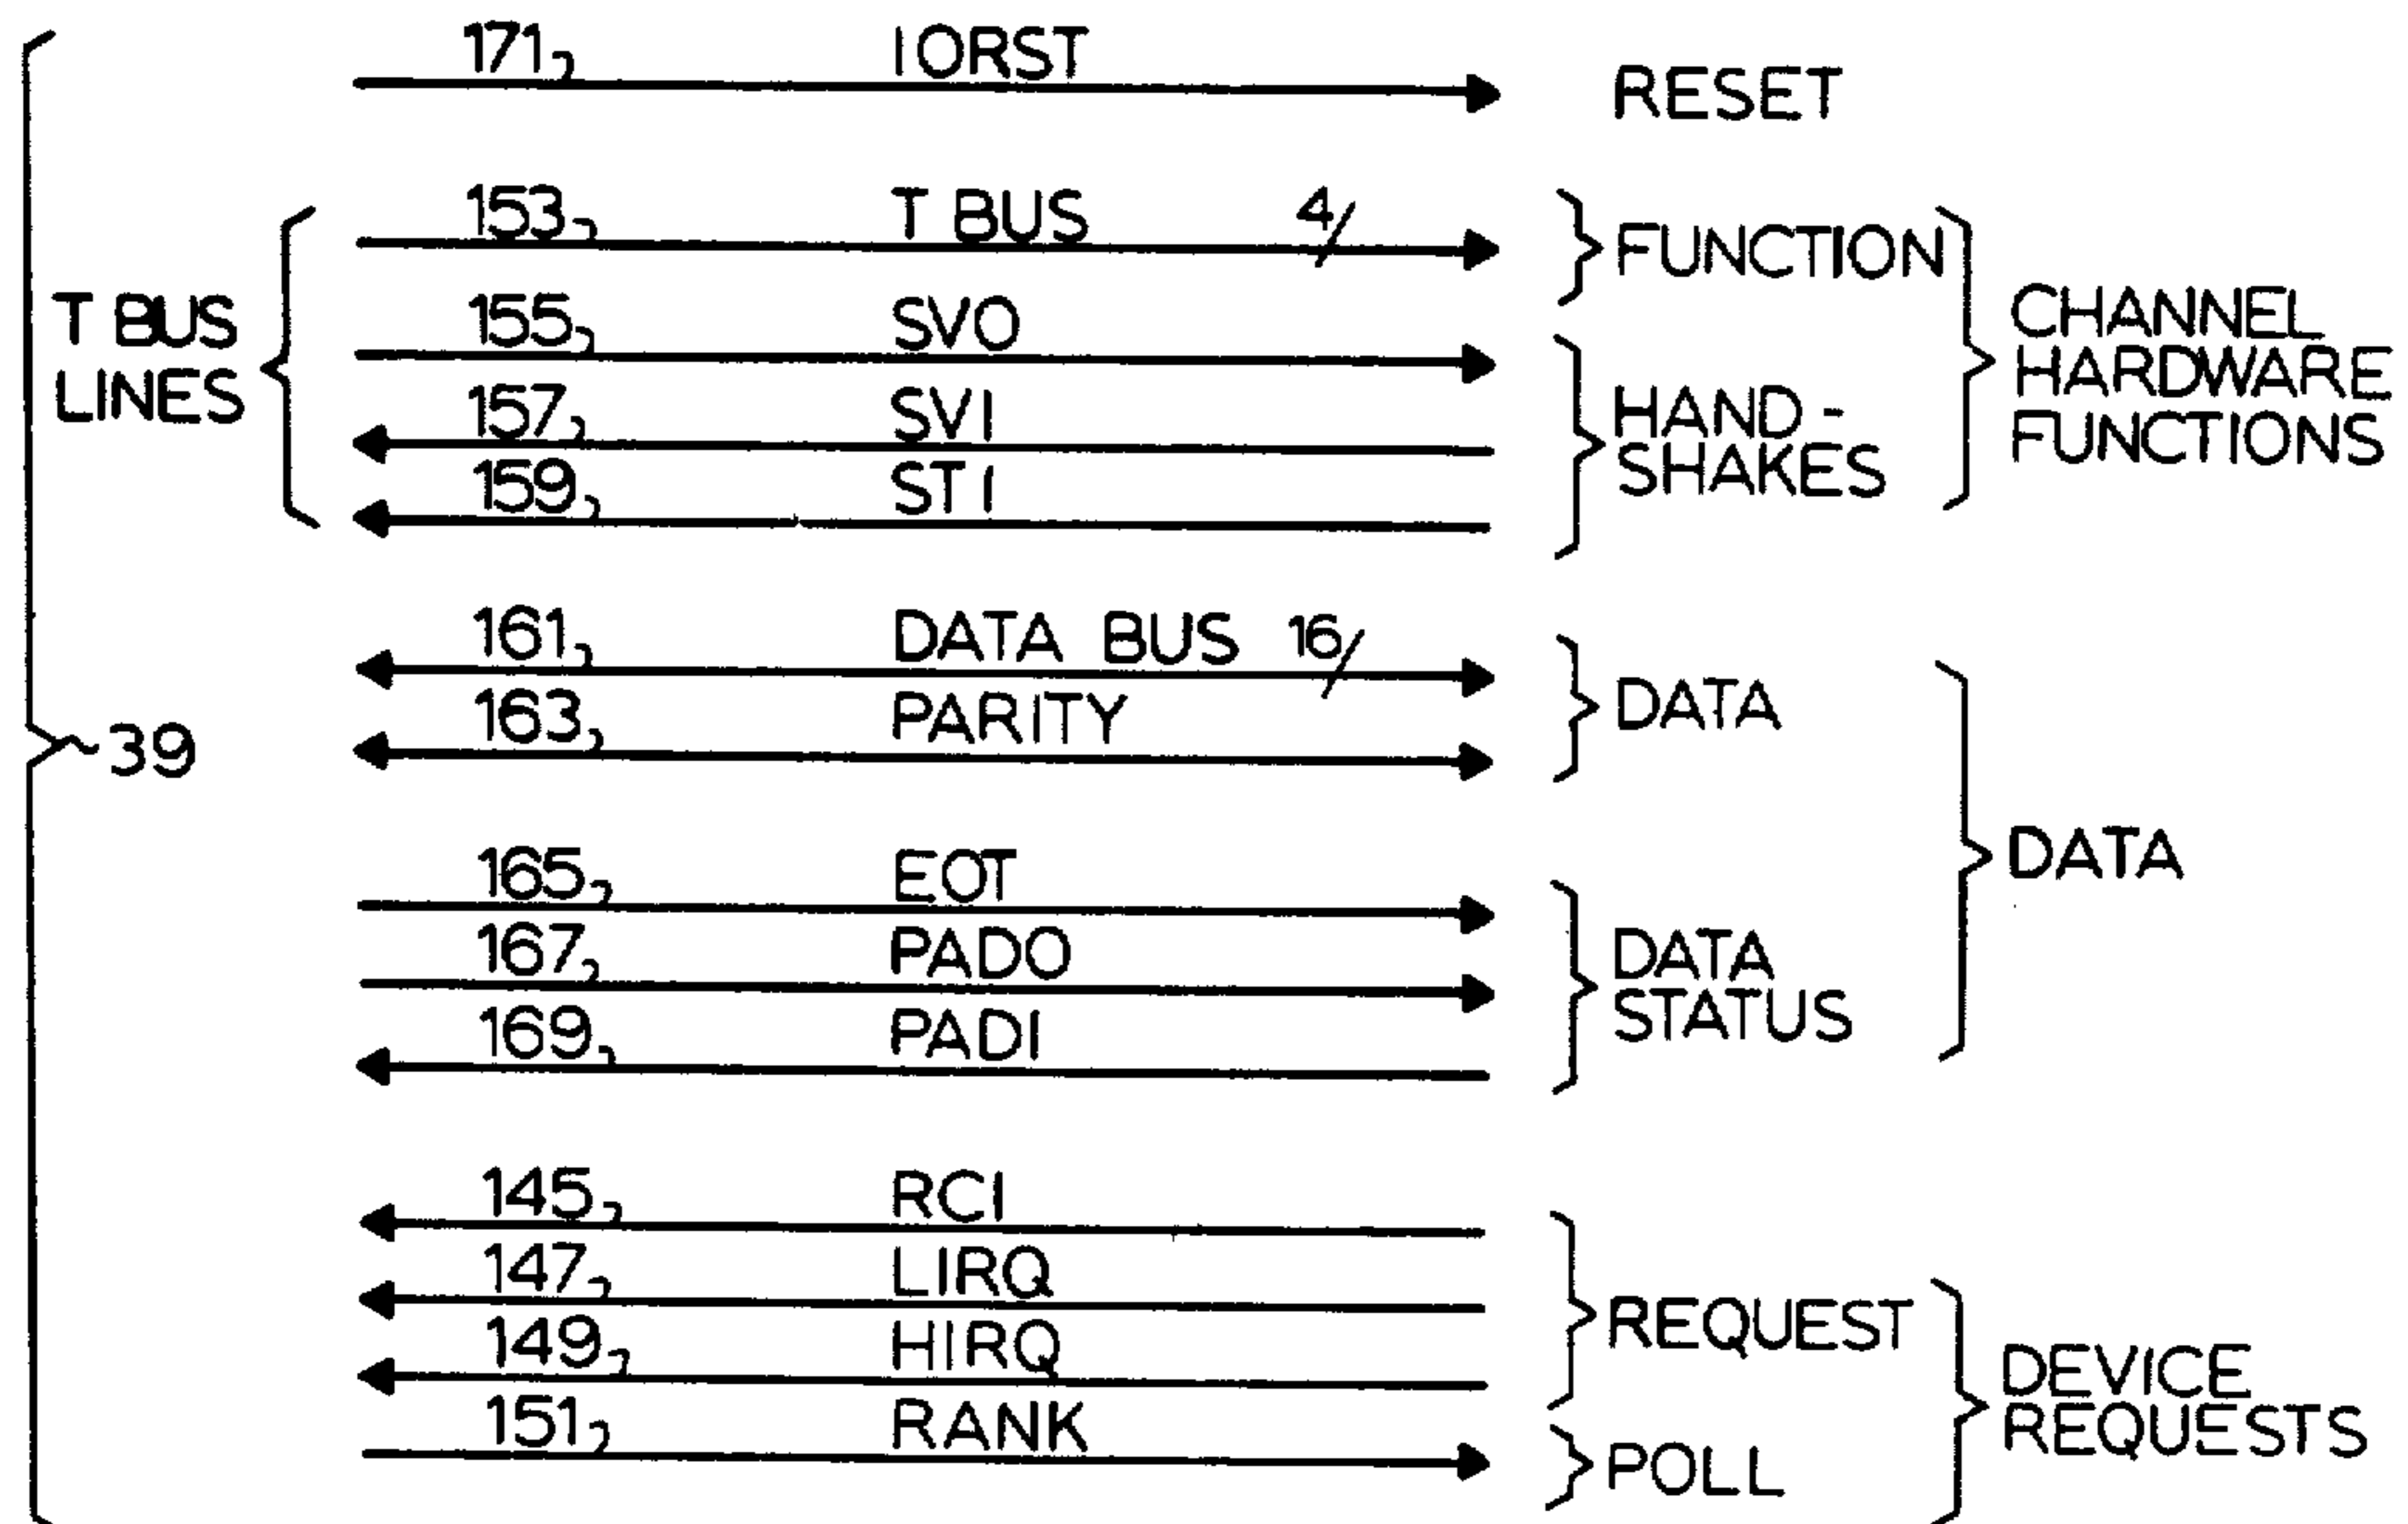 171 IORST
RESET
153 T BUS 4
FUNCTION
155 SVO
157 SVI
159 STI
T BUS
LINES
HAND-
SHAKES
CHANNEL
HARDWARE
FUNCTIONS
161 DATA BUS 16
163 PARITY
DATA
39
165 EOT
167 PADO
169 PADI
DATA
STATUS
DATA
145 RCI
147 LIRQ
149 HIRQ
REQUEST
151 RANK
POLL
DEVICE
REQUESTS